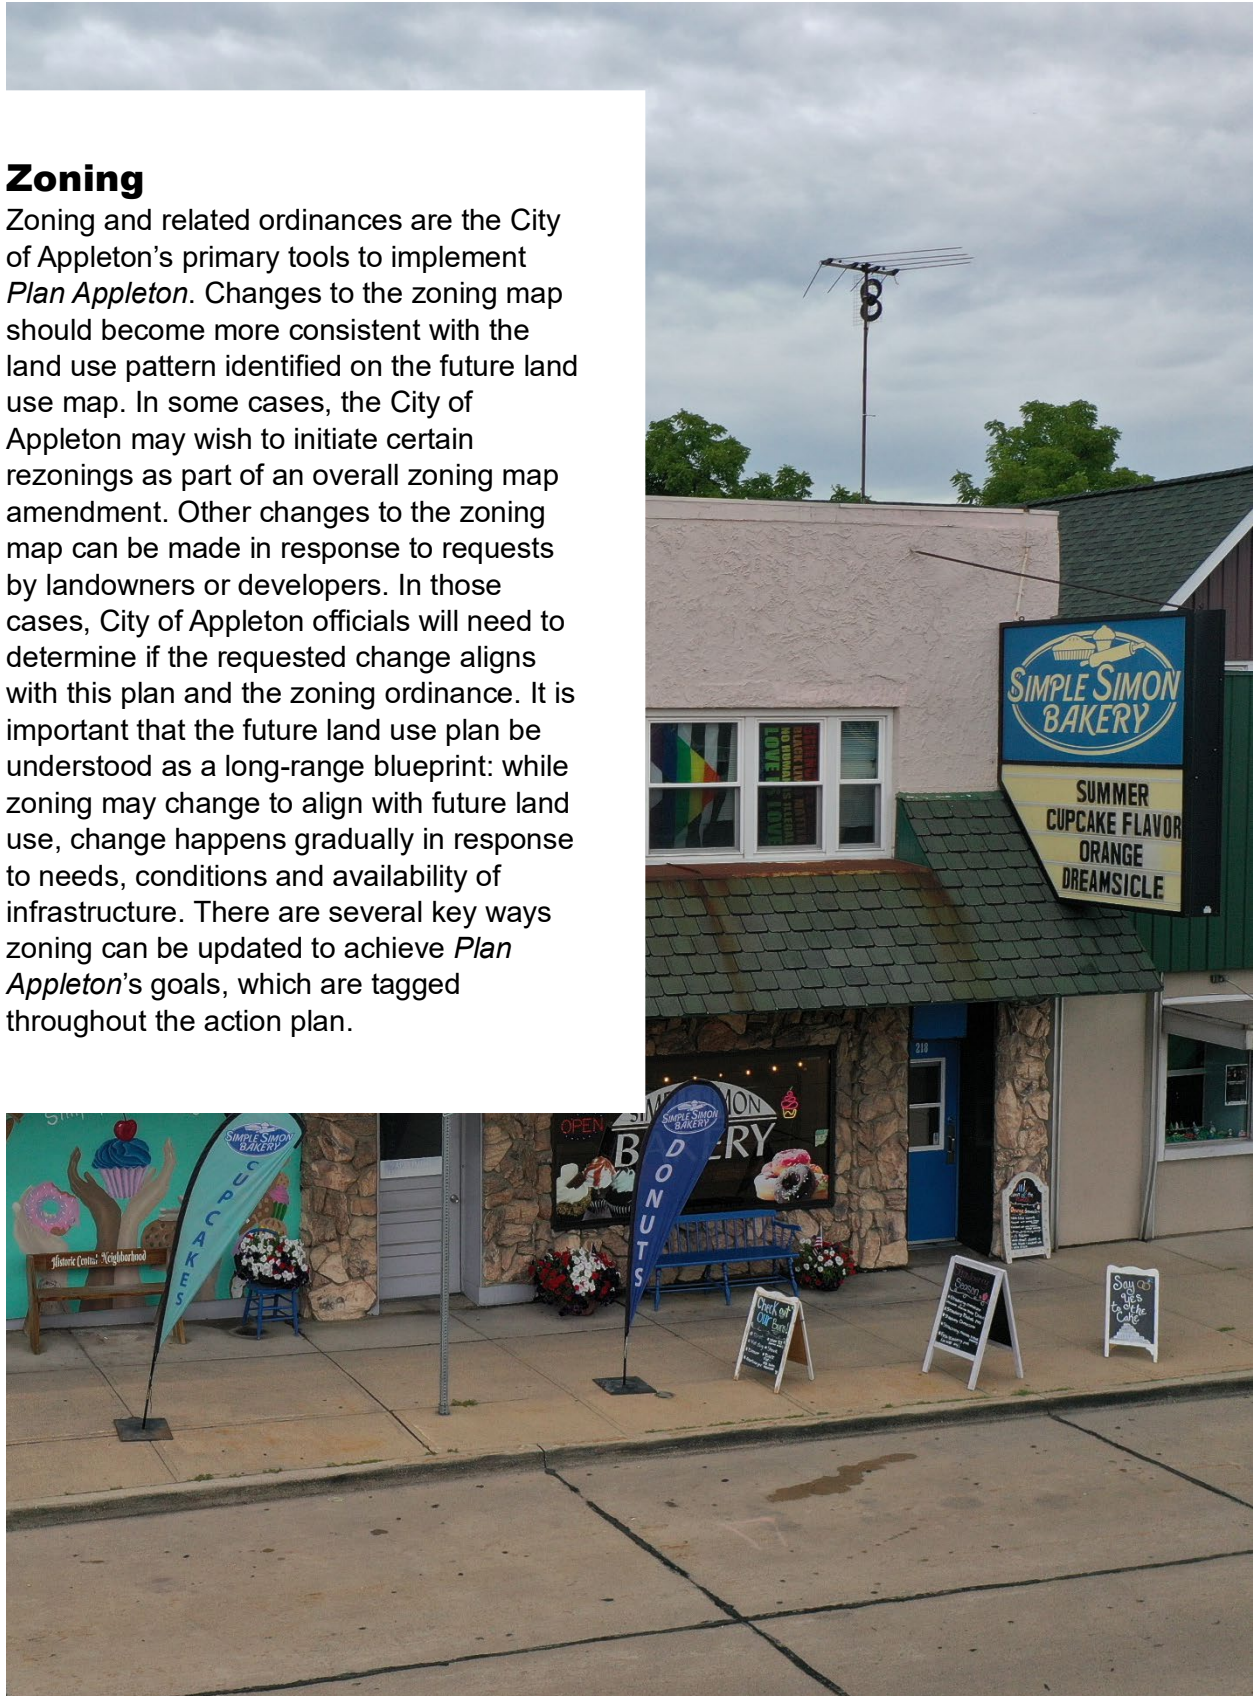 Zoning
Zoning and related ordinances are the City
of Appleton’s primary tools to implement
Plan Appleton. Changes to the zoning map
should become more consistent with the
land use pattern identified on the future land
use map. In some cases, the City of
Appleton may wish to initiate certain
rezonings as part of an overall zoning map
amendment. Other changes to the zoning
map can be made in response to requests
by landowners or developers. In those
cases, City of Appleton officials will need to
determine if the requested change aligns
with this plan and the zoning ordinance. It is
important that the future land use plan be
understood as a long-range blueprint: while
zoning may change to align with future land
use, change happens gradually in response
to needs, conditions and availability of
infrastructure. There are several key ways
zoning can be updated to achieve Plan
Appleton’s goals, which are tagged
throughout the action plan.
SIMPLE SIMON
BAKERY
SUMMER
CUPCAKE FLAVOR
ORANGE
DREAMSICLE
LOVE IS LOVE
218
OPEN
BAKERY
SIMPLE SIMON
BAKERY
CUPCAKES
SIMPLE SIMON
BAKERY
DONUTS
Historic Central Neighborhood
Check out
our
Season
Say
yes
to the
Cake